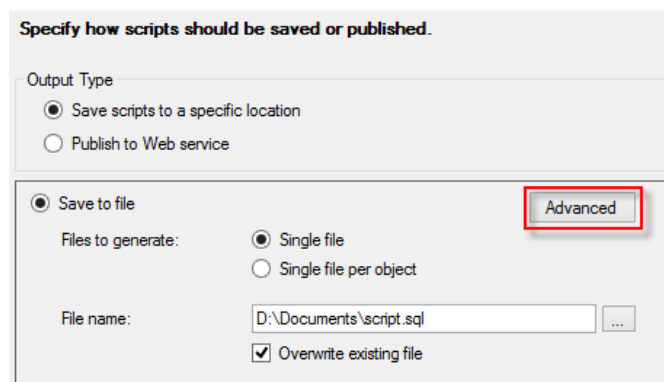 Specify how scripts should be saved or published.
Output Type
Save scripts to a specific location
Publish to Web service
Save to file
Advanced
Files to generate:
Single file
Single file per object
File name:
D:\Documents\script.sql
...
Overwrite existing file